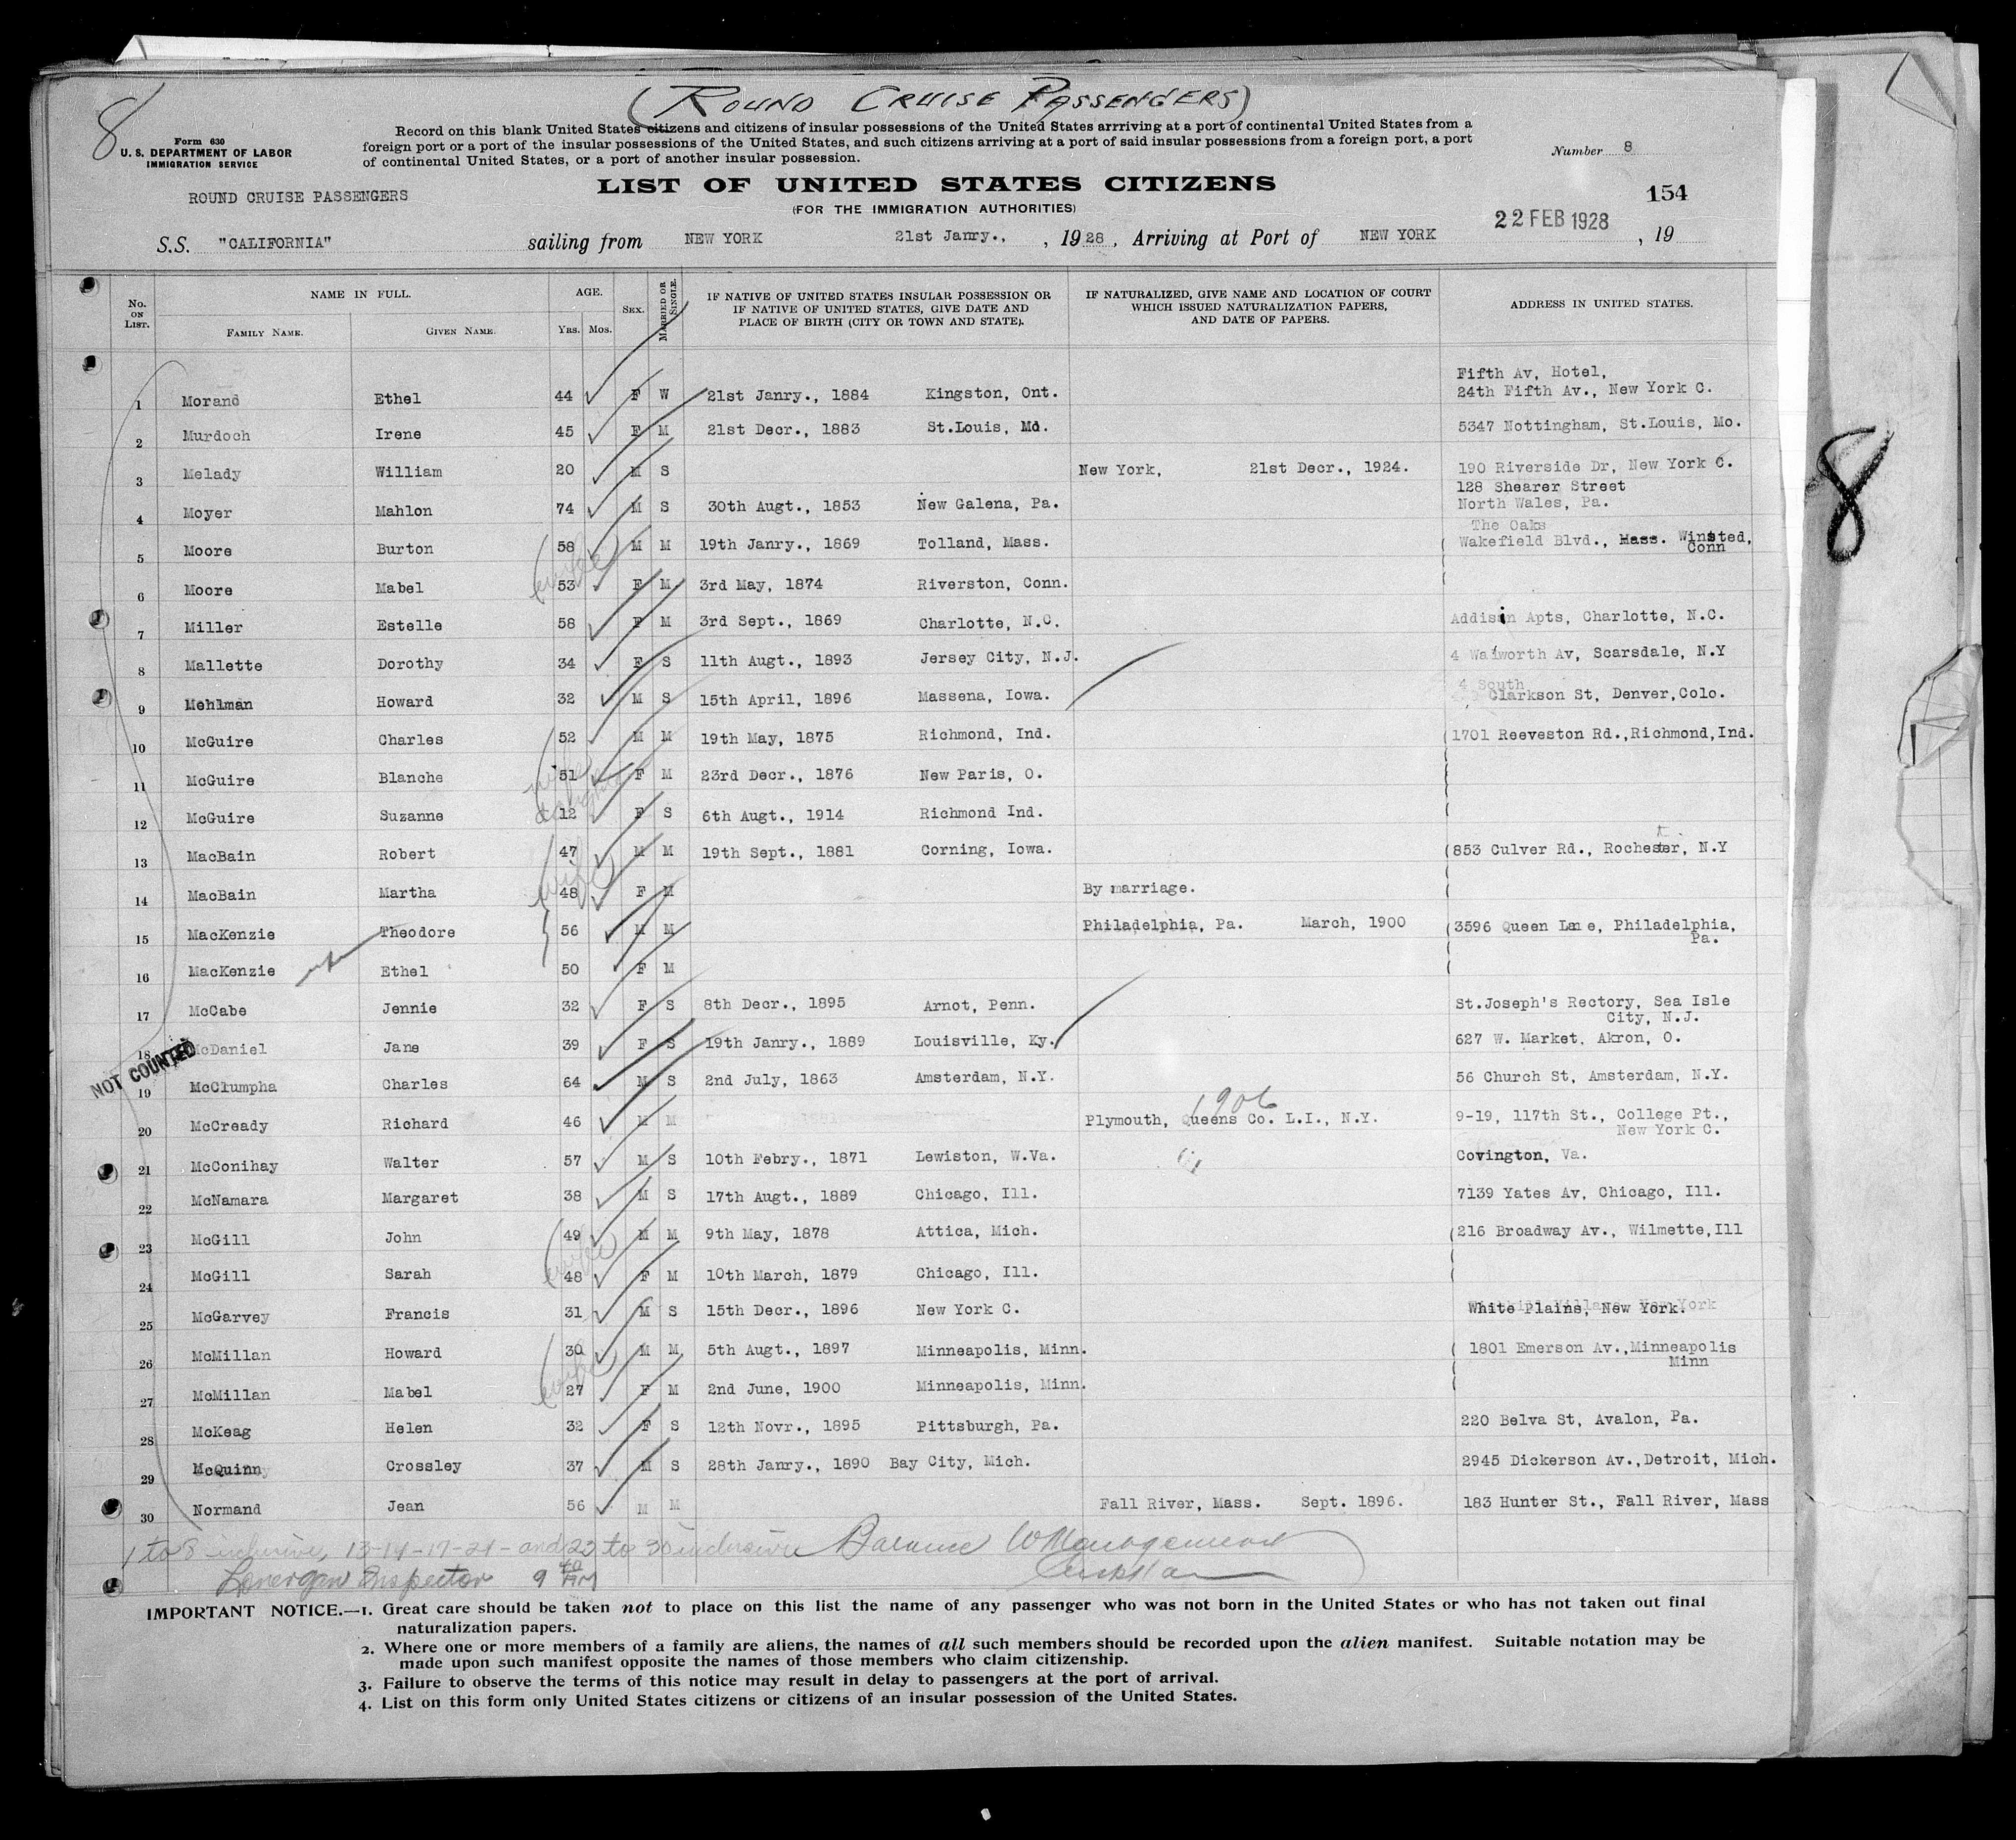 8
(ROUND CRUISE PASSENGERS)
Form 630
U. S. DEPARTMENT OF LABOR
IMMIGRATION SERVICE
Record on this blank United States citizens and citizens of insular possessions of the United States arrriving at a port of continental United States from a
foreign port or a port of the insular possessions of the United States, and such citizens arriving at a port of said insular possessions from a foreign port, a port
of continental United States, or a port of another insular possession.
Number 8
LIST OF UNITED STATES CITIZENS
ROUND CRUISE PASSENGERS
(FOR THE IMMIGRATION AUTHORITIES)
154
22 FEB 1928
S.S. "CALIFORNIA" sailing from NEW YORK 21st Janry., , 1928, Arriving at Port of NEW YORK , 19
No. ON LIST. NAME IN FULL. FAMILY NAME. GIVEN NAME. AGE. Yrs. Mos. SEX. MARRIED OR SINGLE.
IF NATIVE OF UNITED STATES INSULAR POSSESSION OR
IF NATIVE OF UNITED STATES, GIVE DATE AND
PLACE OF BIRTH (CITY OR TOWN AND STATE).
IF NATURALIZED, GIVE NAME AND LOCATION OF COURT
WHICH ISSUED NATURALIZATION PAPERS,
AND DATE OF PAPERS.
ADDRESS IN UNITED STATES.
Fifth Av, Hotel,
1 Morand Ethel 44 F W 21st Janry., 1884 Kingston, Ont. 24th Fifth Av., New York C.
2 Murdoch Irene 45 F M 21st Decr., 1883 St.Louis, Mo. 5347 Nottingham, St.Louis, Mo.
3 Melady William 20 M S New York, 21st Decr., 1924. 190 Riverside Dr, New York C.
128 Shearer Street
4 Moyer Mahlon 74 M S 30th Augt., 1853 New Galena, Pa. North Wales, Pa.
The Oaks
5 Moore Burton 58 M M 19th Janry., 1869 Tolland, Mass. Wakefield Blvd., Mass. Winsted,
Conn
6 Moore Mabel wife 53 F M 3rd May, 1874 Riverston, Conn.
7 Miller Estelle 58 F M 3rd Sept., 1869 Charlotte, N.C. Addisin Apts, Charlotte, N.C.
8 Mallette Dorothy 34 F S 11th Augt., 1893 Jersey City, N.J. 4 Walworth Av, Scarsdale, N.Y
4 South
9 Mehlman Howard 32 M S 15th April, 1896 Massena, Iowa. Clarkson St, Denver,Colo.
10 McGuire Charles 52 M M 19th May, 1875 Richmond, Ind. 1701 Reeveston Rd.,Richmond,Ind.
11 McGuire Blanche wife 51 F M 23rd Decr., 1876 New Paris, O.
12 McGuire Suzanne daughter 12 F S 6th Augt., 1914 Richmond Ind.
13 MacBain Robert 47 M M 19th Sept., 1881 Corning, Iowa. 853 Culver Rd., Rochester, N.Y
14 MacBain Martha wife 48 F M By marriage.
15 MacKenzie Theodore 56 M M Philadelphia, Pa. March, 1900 3596 Queen Lane, Philadelphia,
Pa.
16 MacKenzie wife Ethel 50 F M
17 McCabe Jennie 32 F S 8th Decr., 1895 Arnot, Penn. St.Joseph's Rectory, Sea Isle
City, N.J.
18 McDaniel Jane 39 F S 19th Janry., 1889 Louisville, Ky. 627 W. Market, Akron, O.
NOT COUNTED
19 McClumpha Charles 64 M S 2nd July, 1863 Amsterdam, N.Y. 56 Church St, Amsterdam, N.Y.
1906
20 McCready Richard 46 M M Plymouth, Queens Co. L.I., N.Y. 9-19, 117th St., College Pt.,
New York C.
21 McConihay Walter 57 M S 10th Febry., 1871 Lewiston, W.Va. Covington, Va.
22 McNamara Margaret 38 M S 17th Augt., 1889 Chicago, Ill. 7139 Yates Av, Chicago, Ill.
23 McGill John 49 M M 9th May, 1878 Attica, Mich. 216 Broadway Av., Wilmette,Ill
24 McGill Sarah wife 48 F M 10th March, 1879 Chicago, Ill.
25 McGarvey Francis 31 M S 15th Decr., 1896 New York C. White Plains, New York.
26 McMillan Howard 30 M M 5th Augt., 1897 Minneapolis, Minn. 1801 Emerson Av.,Minneapolis
Minn
27 McMillan Mabel wife 27 F M 2nd June, 1900 Minneapolis, Minn.
28 McKeag Helen 32 F S 12th Novr., 1895 Pittsburgh, Pa. 220 Belva St, Avalon, Pa.
29 McQuinn Crossley 37 M S 28th Janry., 1890 Bay City, Mich. 2945 Dickerson Av.,Detroit, Mich.
30 Normand Jean 56 M M Fall River, Mass. Sept. 1896. 183 Hunter St., Fall River, Mass
1 to 8 inclusive, 13-14-17-21- and 22 to 30 inclusive
Lonergan Inspector 9 40 AM
IMPORTANT NOTICE.—1. Great care should be taken not to place on this list the name of any passenger who was not born in the United States or who has not taken out final
naturalization papers.
2. Where one or more members of a family are aliens, the names of all such members should be recorded upon the alien manifest. Suitable notation may be
made upon such manifest opposite the names of those members who claim citizenship.
3. Failure to observe the terms of this notice may result in delay to passengers at the port of arrival.
4. List on this form only United States citizens or citizens of an insular possession of the United States.
8